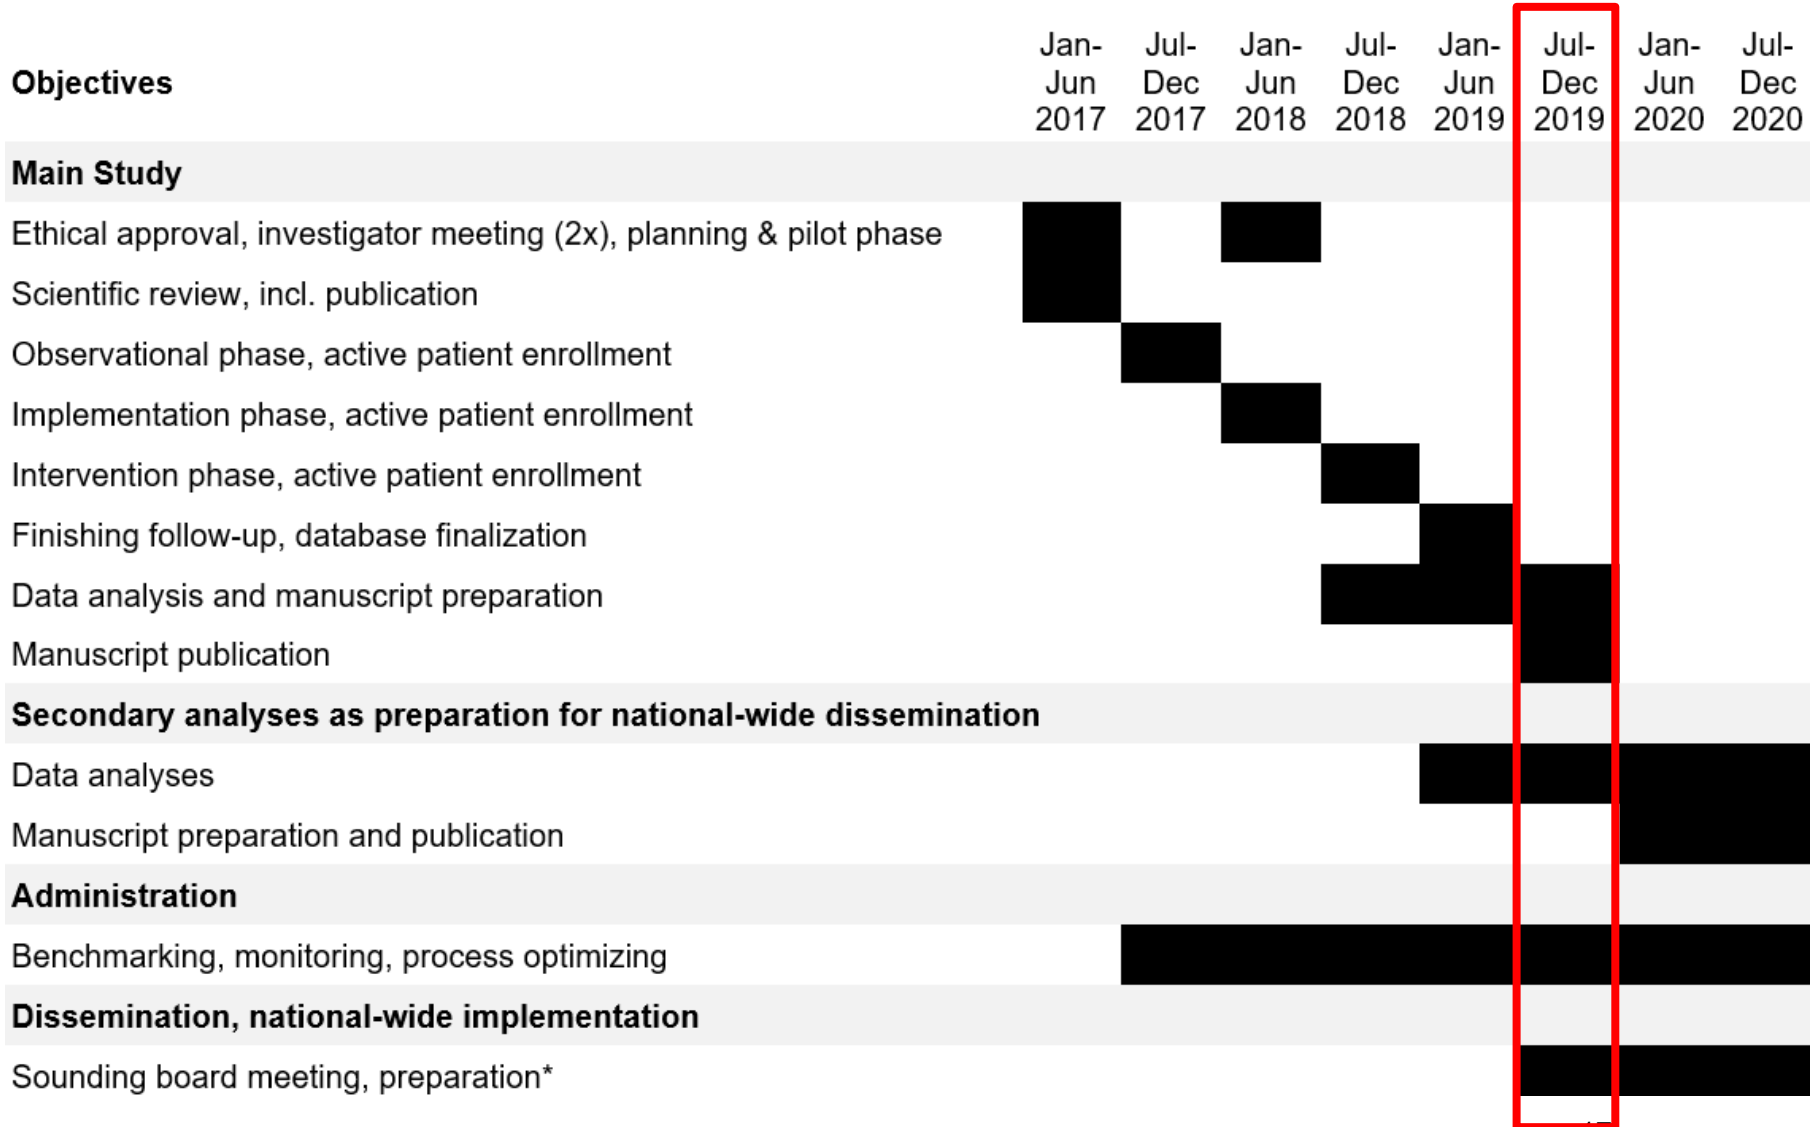 Objectives
Jan-Jun 2017
Jul-Dec 2017
Jan-Jun 2018
Jul-Dec 2018
Jan-Jun 2019
Jul-Dec 2019
Jan-Jun 2020
Jul-Dec 2020
Main Study
Ethical approval, investigator meeting (2x), planning & pilot phase
Scientific review, incl. publication
Observational phase, active patient enrollment
Implementation phase, active patient enrollment
Intervention phase, active patient enrollment
Finishing follow-up, database finalization
Data analysis and manuscript preparation
Manuscript publication
Secondary analyses as preparation for national-wide dissemination
Data analyses
Manuscript preparation and publication
Administration
Benchmarking, monitoring, process optimizing
Dissemination, national-wide implementation
Sounding board meeting, preparation*